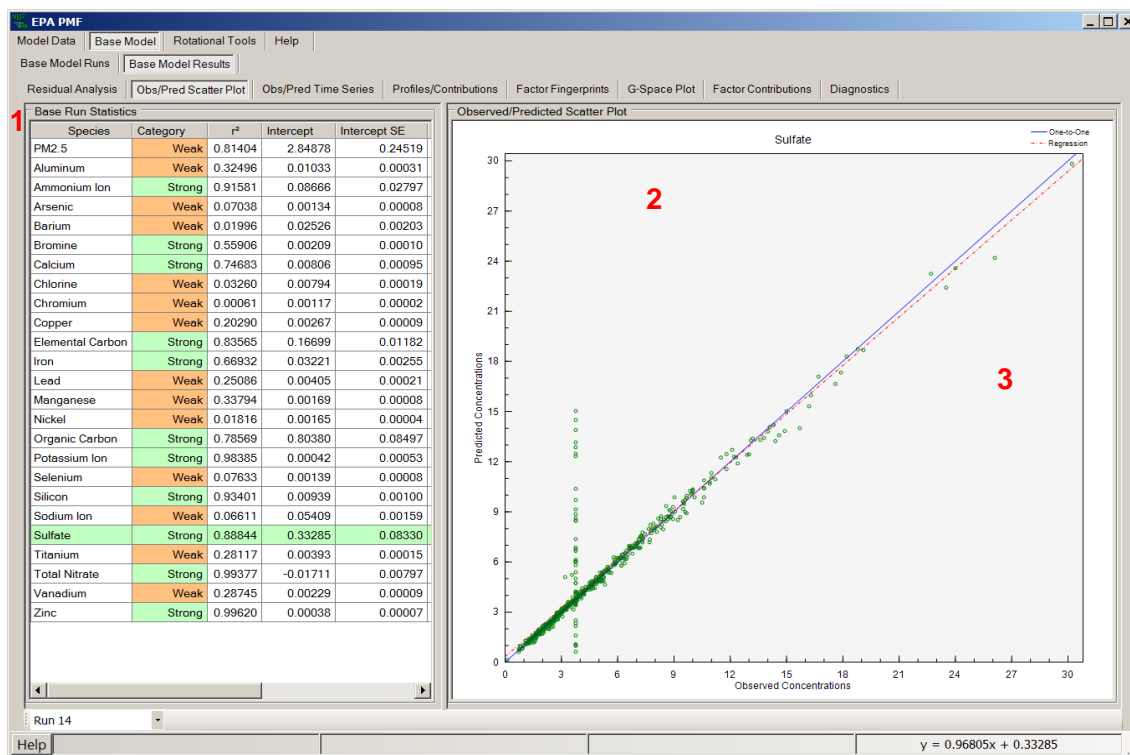 EPA PMF
Model Data Base Model Rotational Tools Help
Base Model Runs Base Model Results
Residual Analysis Obs/Pred Scatter Plot Obs/Pred Time Series Profiles/Contributions Factor Fingerprints G-Space Plot Factor Contributions Diagnostics
1
Base Run Statistics
Species Category r² Intercept Intercept SE
PM2.5 Weak 0.81404 2.84878 0.24519
Aluminum Weak 0.32496 0.01033 0.00031
Ammonium Ion Strong 0.91581 0.08666 0.02797
Arsenic Weak 0.07038 0.00134 0.00008
Barium Weak 0.01996 0.02526 0.00203
Bromine Strong 0.55906 0.00209 0.00010
Calcium Strong 0.74683 0.00806 0.00095
Chlorine Weak 0.03260 0.00794 0.00019
Chromium Weak 0.00061 0.00117 0.00002
Copper Weak 0.20290 0.00267 0.00009
Elemental Carbon Strong 0.83565 0.16699 0.01182
Iron Strong 0.66932 0.03221 0.00255
Lead Weak 0.25086 0.00405 0.00021
Manganese Weak 0.33794 0.00169 0.00008
Nickel Weak 0.01816 0.00165 0.00004
Organic Carbon Strong 0.78569 0.80380 0.08497
Potassium Ion Strong 0.98385 0.00042 0.00053
Selenium Weak 0.07633 0.00139 0.00008
Silicon Strong 0.93401 0.00939 0.00100
Sodium Ion Weak 0.06611 0.05409 0.00159
Sulfate Strong 0.88844 0.33285 0.08330
Titanium Weak 0.28117 0.00393 0.00015
Total Nitrate Strong 0.99377 -0.01711 0.00797
Vanadium Weak 0.28745 0.00229 0.00009
Zinc Strong 0.99620 0.00038 0.00007
Observed/Predicted Scatter Plot
Sulfate
One-to-One
Regression
2
3
Predicted Concentrations
30
27
24
21
18
15
12
9
6
3
0
0 3 6 9 12 15 18 21 24 27 30
Observed Concentrations
Run 14
Help
y = 0.96805x + 0.33285